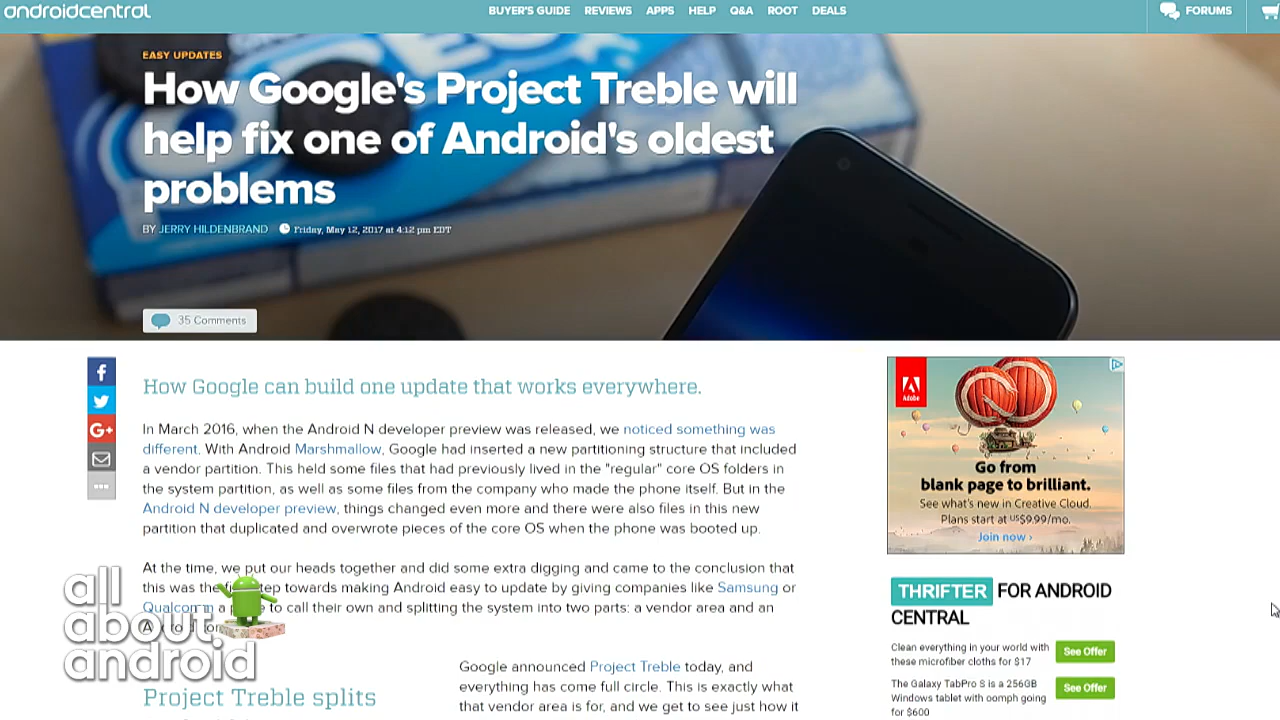 androidcentral
BUYER'S GUIDE REVIEWS APPS HELP Q&A ROOT DEALS
FORUMS
EASY UPDATES
How Google's Project Treble will
help fix one of Android's oldest
problems
BY JERRY HILDENBRAND Friday, May 12, 2017 at 4:12 pm EDT
35 Comments
How Google can build one update that works everywhere.
In March 2016, when the Android N developer preview was released, we noticed something was
different. With Android Marshmallow, Google had inserted a new partitioning structure that included
a vendor partition. This held some files that had previously lived in the "regular" core OS folders in
the system partition, as well as some files from the company who made the phone itself. But in the
Android N developer preview, things changed even more and there were also files in this new
partition that duplicated and overwrote pieces of the core OS when the phone was booted up.
At the time, we put our heads together and did some extra digging and came to the conclusion that
this was the step towards making Android easy to update by giving companies like Samsung or
Qualcomm a to call their own and splitting the system into two parts: a vendor area and an
Google announced Project Treble today, and
everything has come full circle. This is exactly what
that vendor area is for, and we get to see just how it
Project Treble splits
all
about
android
f
G+
Adobe
Go from
blank page to brilliant.
See what's new in Creative Cloud.
Plans start at US$9.99/mo.
Join now ›
THRIFTER FOR ANDROID
CENTRAL
Clean everything in your world with
these microfiber cloths for $17
See Offer
The Galaxy TabPro S is a 256GB
Windows tablet with oomph going
for $600
See Offer